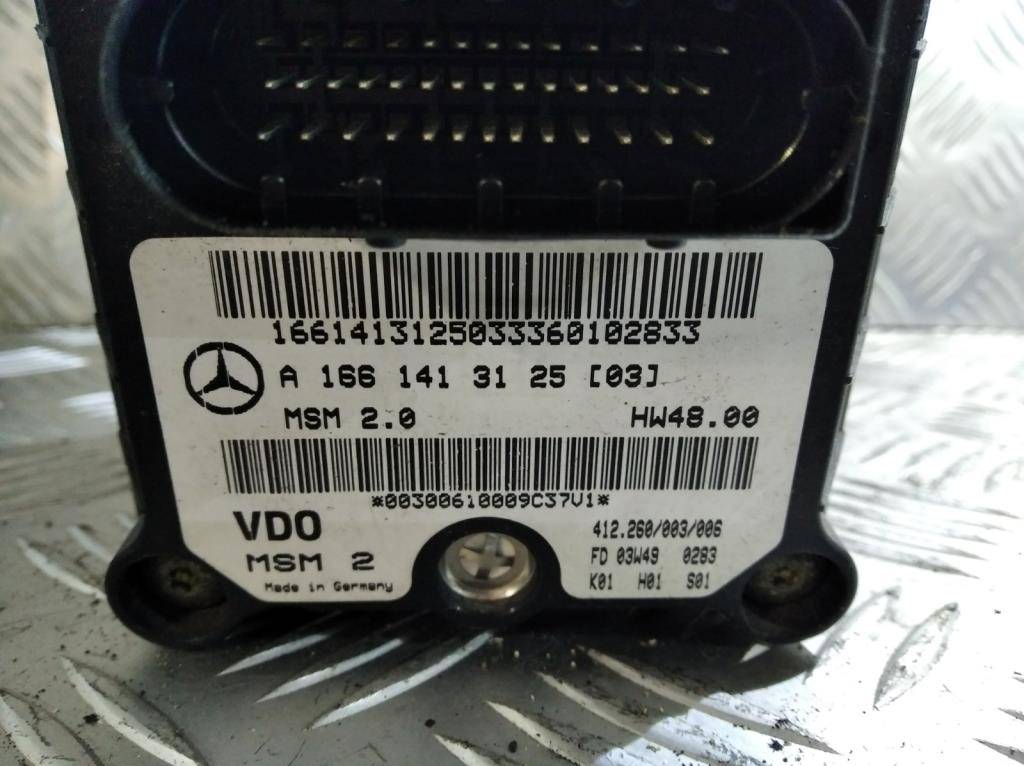 1661413125033360102833
A 166 141 31 25 [03]
MSM 2.0 HW48.00
*00300610009C37V1*
VDO
MSM 2
Made in Germany
412.260/003/006
FD 03W49 0283
K01 H01 S01